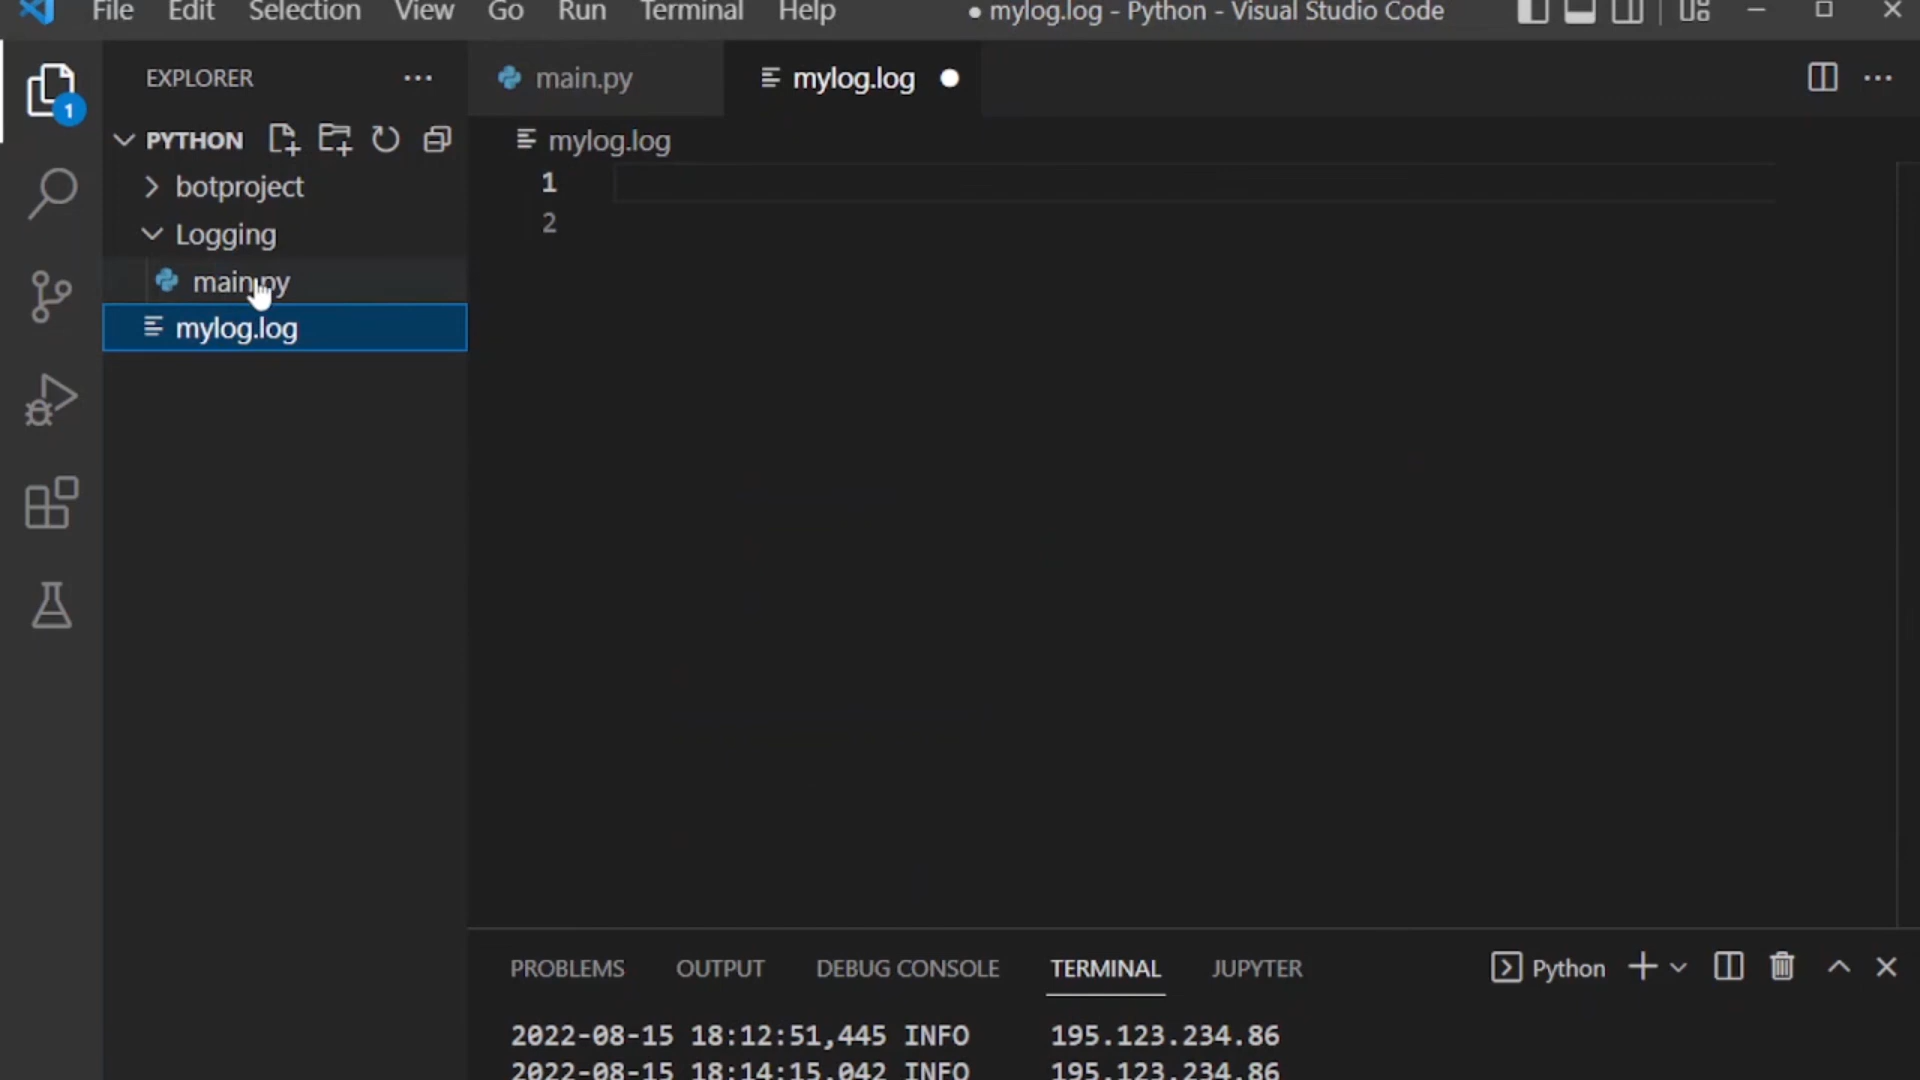 File Edit Selection View Go Run Terminal Help ● mylog.log - Python - Visual Studio Code
EXPLORER
main.py
mylog.log
1
PYTHON
mylog.log
botproject
1
Logging
2
main.py
mylog.log
PROBLEMS OUTPUT DEBUG CONSOLE TERMINAL JUPYTER Python
2022-08-15 18:12:51,445 INFO 195.123.234.86
2022-08-15 18:14:15,042 INFO 195.123.234.86